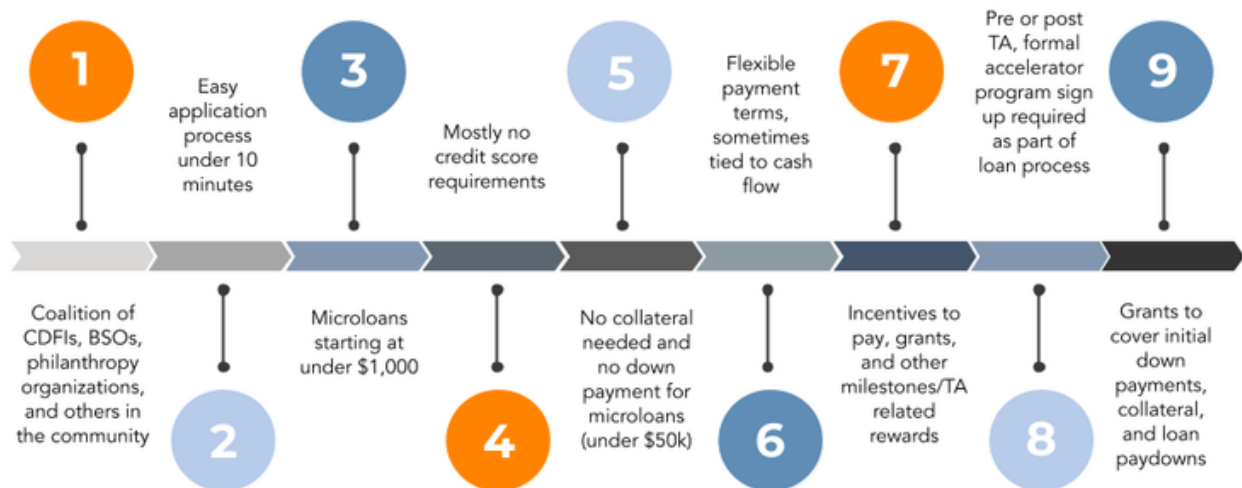 1
Coalition of
CDFIs, BSOs,
philanthropy
organizations,
and others in
the community
Easy
application
process
under 10
minutes
2
3
Microloans
starting at
under $1,000
Mostly no
credit score
requirements
4
5
No collateral
needed and
no down
payment for
microloans
(under $50k)
Flexible
payment
terms,
sometimes
tied to cash
flow
6
7
Incentives to
pay, grants,
and other
milestones/TA
related
rewards
Pre or post
TA, formal
accelerator
program sign
up required
as part of
loan process
8
9
Grants to
cover initial
down
payments,
collateral,
and loan
paydowns